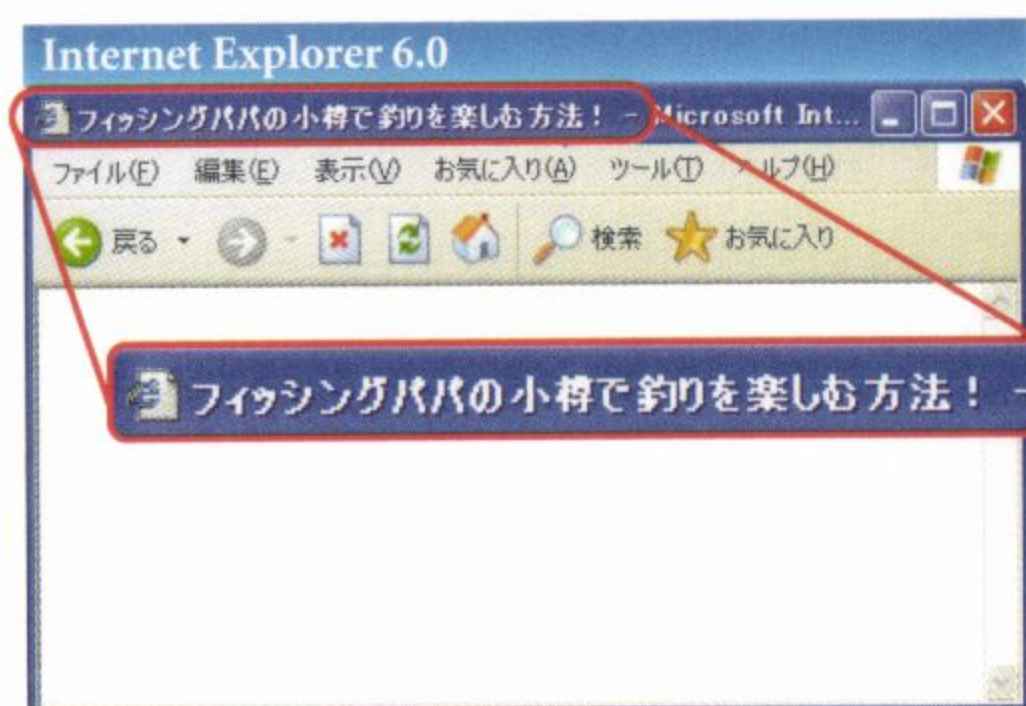 Internet Explorer 6.0
フィッシングパパの小樽で釣りを楽しむ方法！ - Microsoft Int...
ファイル(F) 編集(E) 表示(V) お気に入り(A) ツール(T) ヘルプ(H)
戻る 検索 お気に入り
フィッシングパパの小樽で釣りを楽しむ方法！ -